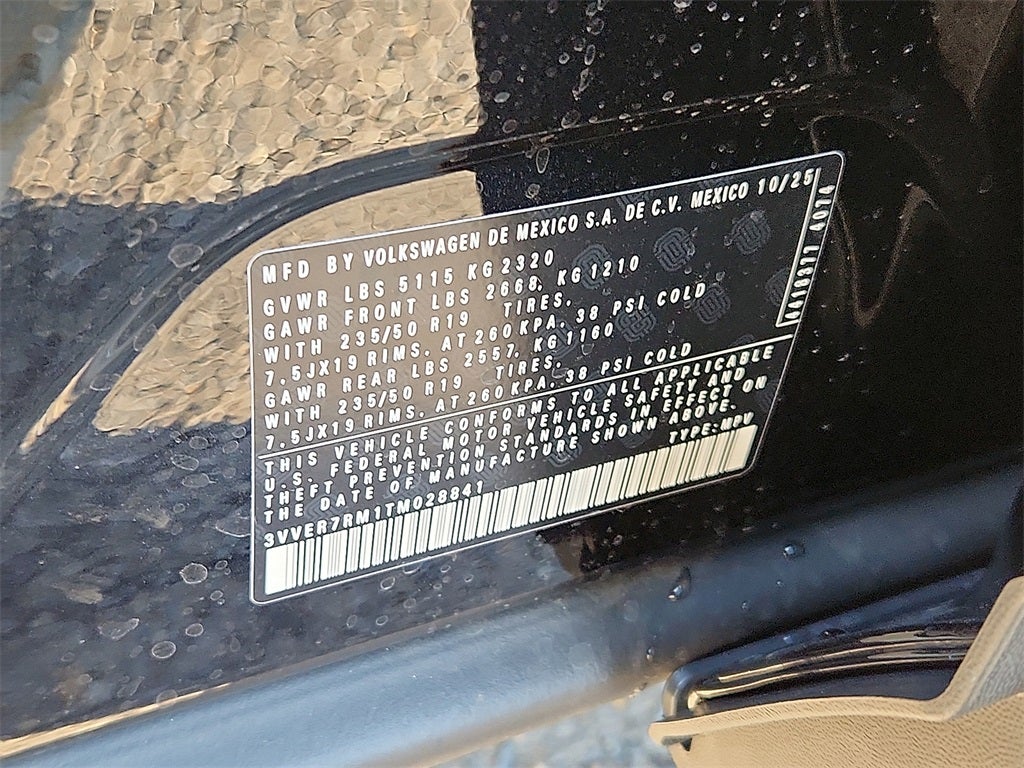 MFD BY VOLKSWAGEN DE MEXICO S.A. DE C.V. MEXICO 10/25
GVWR LBS 5115 KG 2320
GAWR FRONT LBS 2668. KG 1210
WITH 235/50 R19 TIRES.
7.5JX19 RIMS. AT 260 KPA. 38 PSI COLD
GAWR REAR LBS 2557. KG 1160
WITH 235/50 R19 TIRES.
7.5JX19 RIMS. AT 260 KPA. 38 PSI COLD
THIS VEHICLE CONFORMS TO ALL APPLICABLE
U.S. FEDERAL MOTOR VEHICLE SAFETY AND
THEFT PREVENTION STANDARDS IN EFFECT ON
THE DATE OF MANUFACTURE SHOWN ABOVE.
TYPE:MPV
3VVER7RM1TM028841
4074